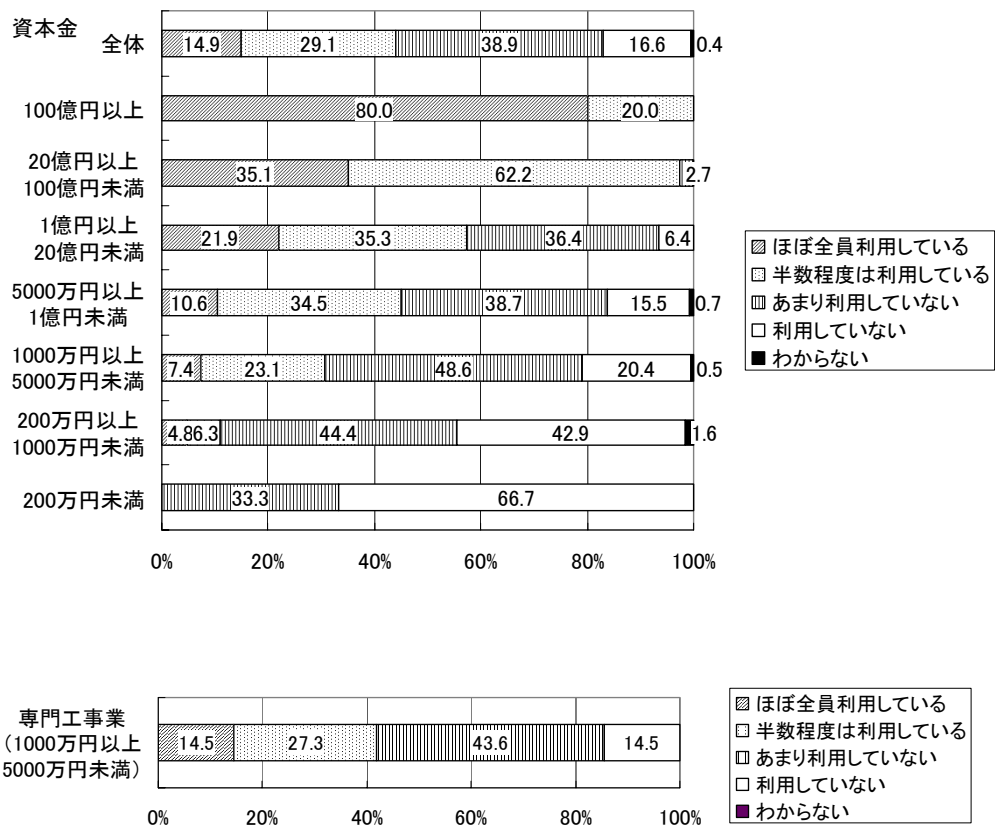 資本金
全体
14.9 29.1 38.9 16.6 0.4
100億円以上
80.0 20.0
20億円以上
100億円未満
35.1 62.2 2.7
1億円以上
20億円未満
21.9 35.3 36.4 6.4
5000万円以上
1億円未満
10.6 34.5 38.7 15.5 0.7
1000万円以上
5000万円未満
7.4 23.1 48.6 20.4 0.5
200万円以上
1000万円未満
4.8 6.3 44.4 42.9 1.6
200万円未満
33.3 66.7
0% 20% 40% 60% 80% 100%
ほぼ全員利用している
半数程度は利用している
あまり利用していない
利用していない
わからない
専門工事業
(1000万円以上
5000万円未満)
14.5 27.3 43.6 14.5
0% 20% 40% 60% 80% 100%
ほぼ全員利用している
半数程度は利用している
あまり利用していない
利用していない
わからない